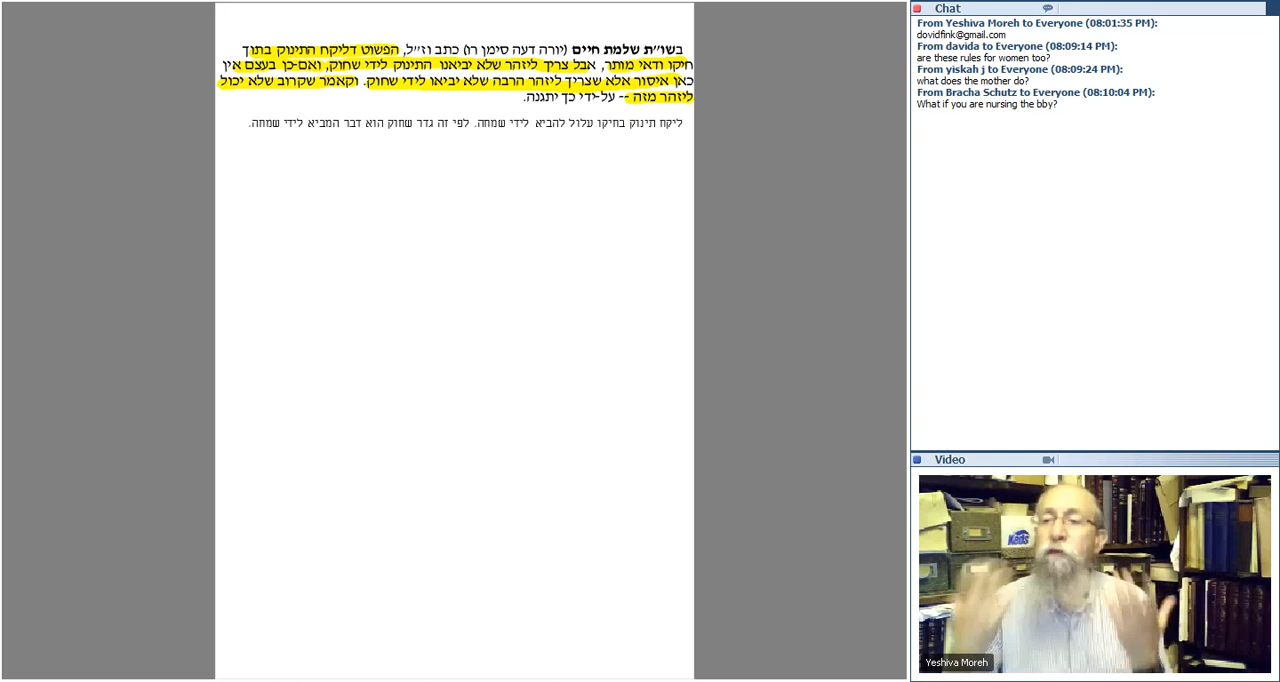 בשו״ת שלמת חיים (יורה דעה סימן רו) כתב וז״ל, הפשוט דליקח התינוק בתוך
חיקו ודאי מותר, אבל צריך ליזהר שלא יביאנו התינוק לידי שחוק, ואם-כן בעצם אין
כאן איסור אלא שצריך ליזהר הרבה שלא יביאו לידי שחוק. וקאמר שקרוב שלא יכול
ליזהר מזה -- על-ידי כך יתגנה.
ליקח תינוק בחיקו עלול להביא לידי שמחה. לפי זה גדר שחוק הוא דבר המביא לידי שמחה.
Chat
From Yeshiva Moreh to Everyone (08:01:35 PM):
dovidfink@gmail.com
From davida to Everyone (08:09:14 PM):
are these rules for women too?
From yiskah j to Everyone (08:09:24 PM):
what does the mother do?
From Bracha Schutz to Everyone (08:10:04 PM):
What if you are nursing the bby?
Video
Keds
Yeshiva Moreh